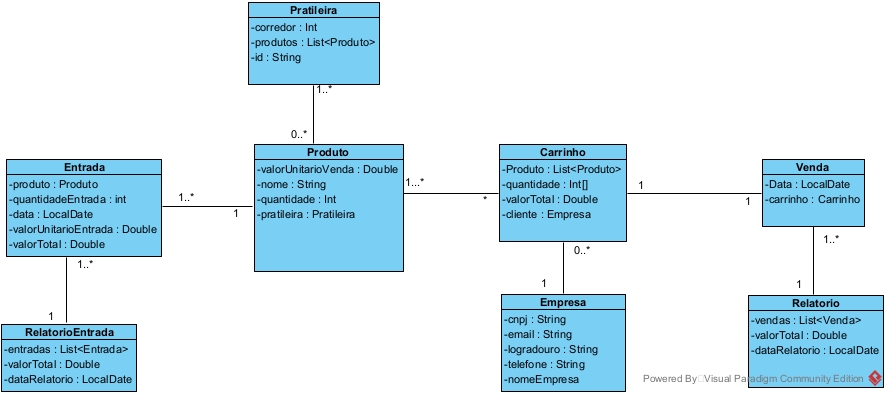 Pratileira
-corredor : Int
-produtos : List<Produto>
-id : String
1..*
0..*
Produto
-valorUnitarioVenda : Double
-nome : String
-quantidade : Int
-pratileira : Pratileira
Entrada
-produto : Produto
-quantidadeEntrada : int
-data : LocalDate
-valorUnitarioEntrada : Double
-valorTotal : Double
1..*
1
Carrinho
-Produto : List<Produto>
-quantidade : Int[]
-valorTotal : Double
-cliente : Empresa
1...*
*
Venda
-Data : LocalDate
-carrinho : Carrinho
1
1
1..*
1
RelatorioEntrada
-entradas : List<Entrada>
-valorTotal : Double
-dataRelatorio : LocalDate
0..*
1
Empresa
-cnpj : String
-email : String
-logradouro : String
-telefone : String
-nomeEmpresa
1..*
1
Relatorio
-vendas : List<Venda>
-valorTotal : Double
-dataRelatorio : LocalDate
Powered By Visual Paradigm Community Edition